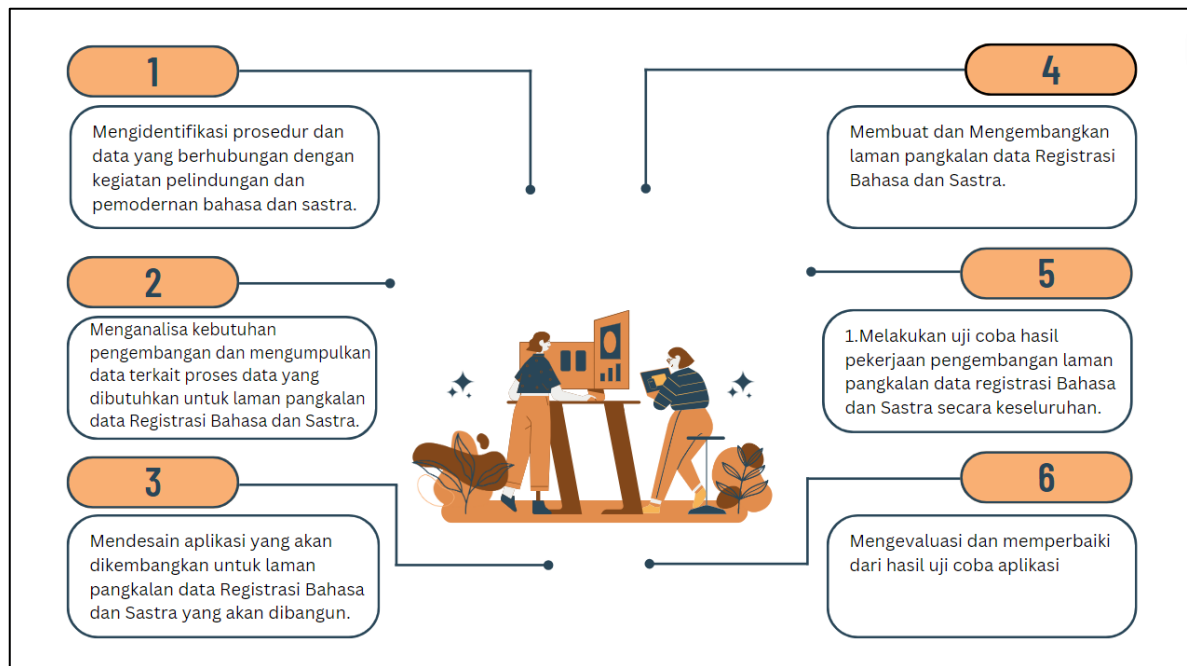 1
Mengidentifikasi prosedur dan
data yang berhubungan dengan
kegiatan pelindungan dan
pemodernan bahasa dan sastra.
2
Menganalisa kebutuhan
pengembangan dan mengumpulkan
data terkait proses data yang
dibutuhkan untuk laman pangkalan
data Registrasi Bahasa dan Sastra.
3
Mendesain aplikasi yang akan
dikembangkan untuk laman
pangkalan data Registrasi Bahasa
dan Sastra yang akan dibangun.
4
Membuat dan Mengembangkan
laman pangkalan data Registrasi
Bahasa dan Sastra.
5
1.Melakukan uji coba hasil
pekerjaan pengembangan laman
pangkalan data registrasi Bahasa
dan Sastra secara keseluruhan.
6
Mengevaluasi dan memperbaiki
dari hasil uji coba aplikasi